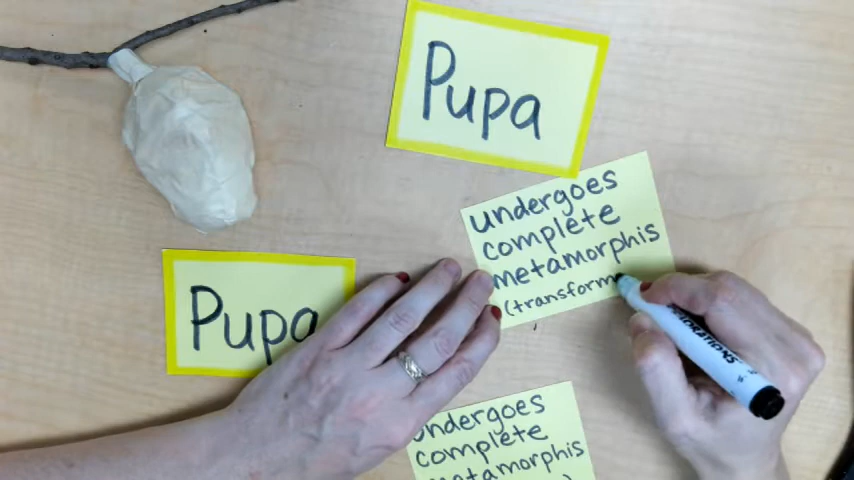 Pupa
undergoes
complete
metamorphis
(transform
Pupa
undergoes
complete
metamorphis